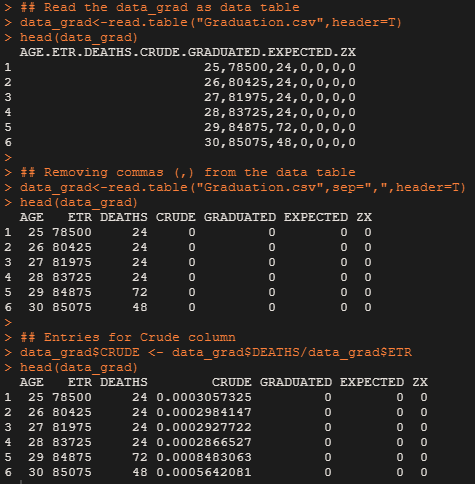 > ## Read the data_grad as data table
> data_grad<-read.table("Graduation.csv",header=T)
> head(data_grad)
  AGE.ETR.DEATHS.CRUDE.GRADUATED.EXPECTED.ZX
1                        25,78500,24,0,0,0,0
2                        26,80425,24,0,0,0,0
3                        27,81975,24,0,0,0,0
4                        28,83725,24,0,0,0,0
5                        29,84875,72,0,0,0,0
6                        30,85075,48,0,0,0,0
>
> ## Removing commas (,) from the data table
> data_grad<-read.table("Graduation.csv",sep=",",header=T)
> head(data_grad)
  AGE   ETR DEATHS CRUDE GRADUATED EXPECTED ZX
1  25 78500     24     0         0        0  0
2  26 80425     24     0         0        0  0
3  27 81975     24     0         0        0  0
4  28 83725     24     0         0        0  0
5  29 84875     72     0         0        0  0
6  30 85075     48     0         0        0  0
>
> ## Entries for Crude column
> data_grad$CRUDE <- data_grad$DEATHS/data_grad$ETR
> head(data_grad)
  AGE   ETR DEATHS        CRUDE GRADUATED EXPECTED ZX
1  25 78500     24 0.0003057325         0        0  0
2  26 80425     24 0.0002984147         0        0  0
3  27 81975     24 0.0002927722         0        0  0
4  28 83725     24 0.0002866527         0        0  0
5  29 84875     72 0.0008483063         0        0  0
6  30 85075     48 0.0005642081         0        0  0